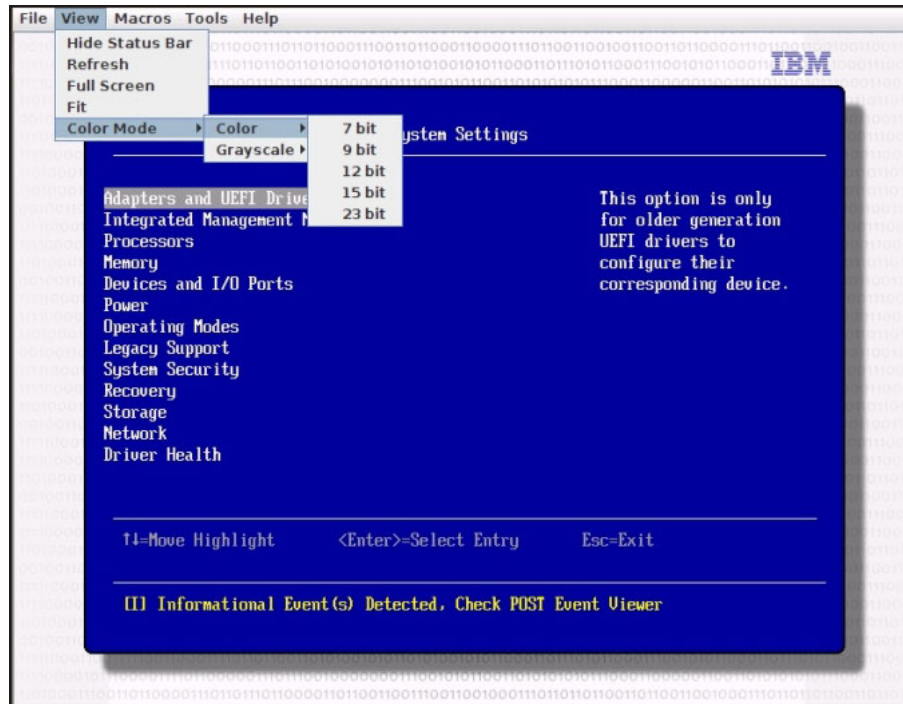 File View Macros Tools Help
Hide Status Bar
Refresh
Full Screen
Fit
Color Mode
Color
Grayscale
7 bit
9 bit
12 bit
15 bit
23 bit
IBM
ystem Settings
Adapters and UEFI Drive
Integrated Management
Processors
Memory
Devices and I/O Ports
Power
Operating Modes
Legacy Support
System Security
Recovery
Storage
Network
Driver Health
This option is only
for older generation
UEFI drivers to
configure their
corresponding device.
↑↓=Move Highlight <Enter>=Select Entry Esc=Exit
[I] Informational Event(s) Detected, Check POST Event Viewer